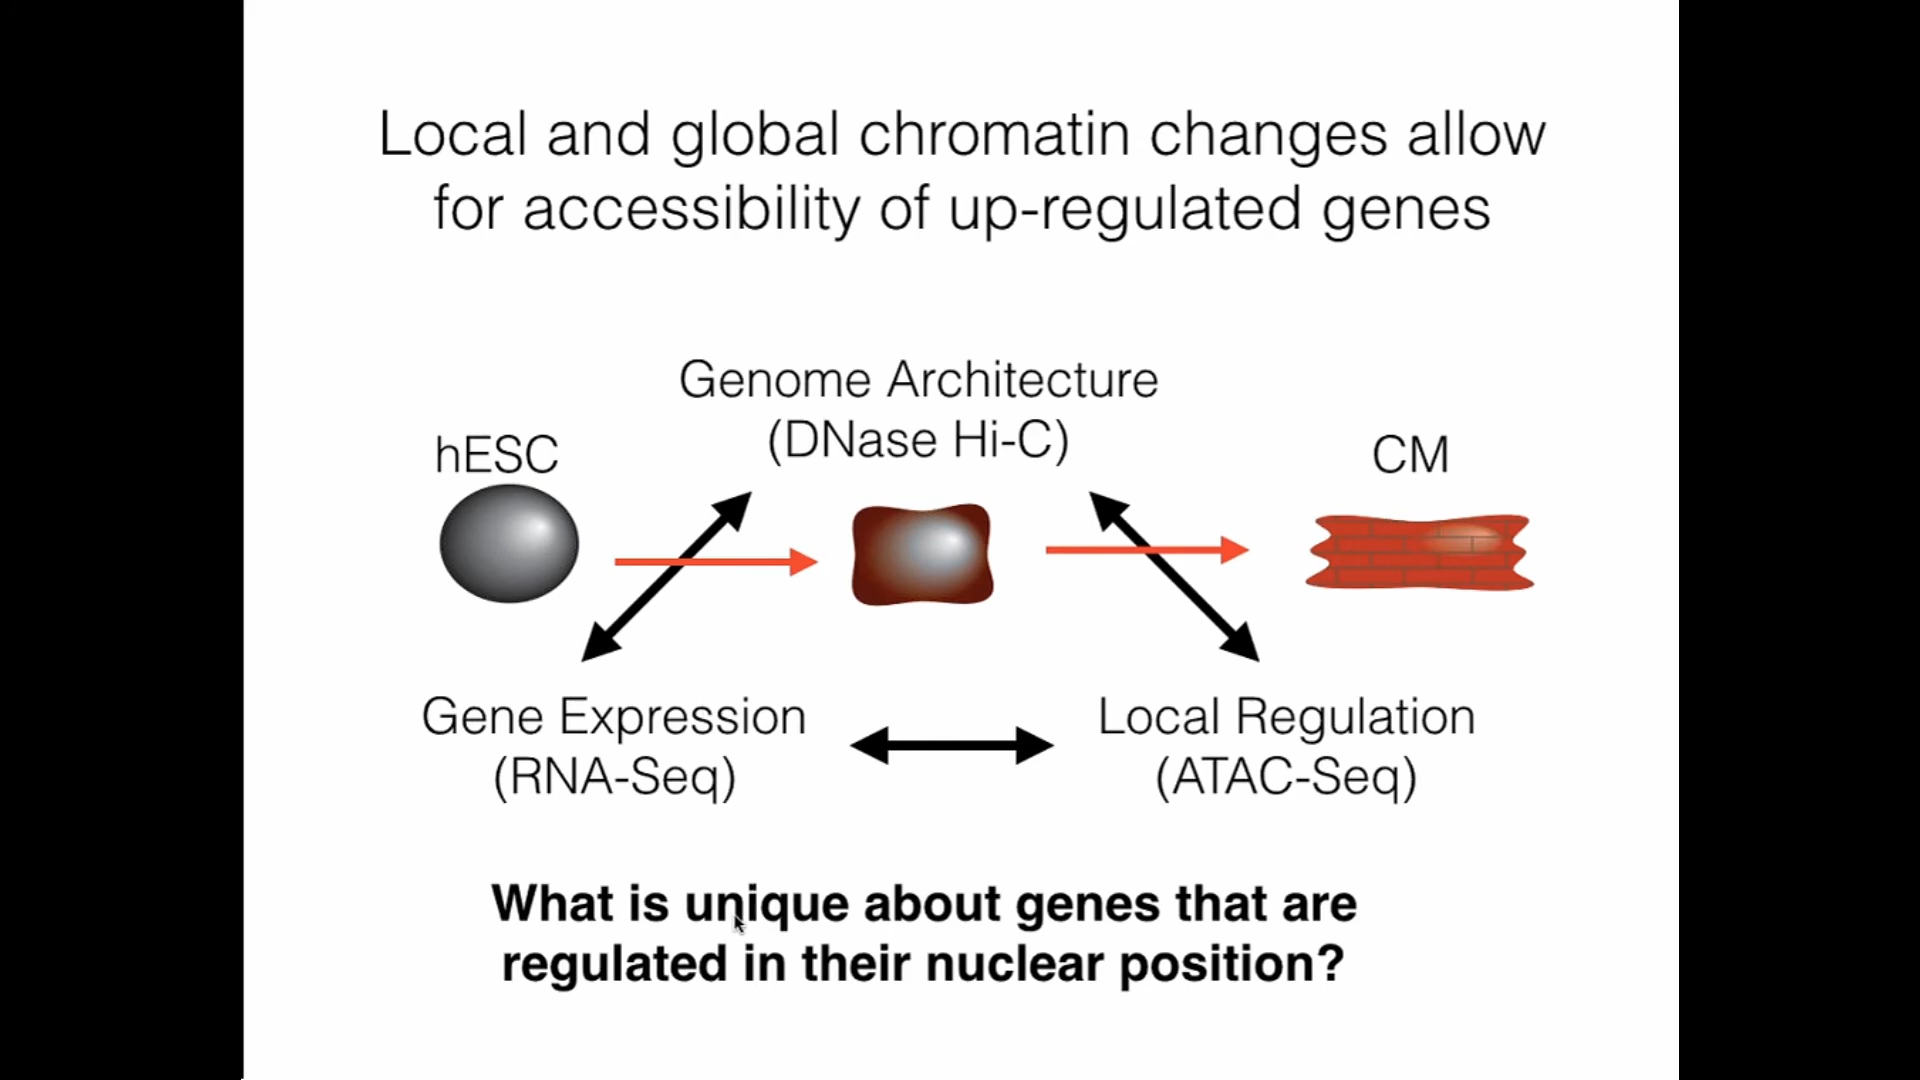 Local and global chromatin changes allow
for accessibility of up-regulated genes
Genome Architecture
(DNase Hi-C)
hESC
CM
Gene Expression
(RNA-Seq)
Local Regulation
(ATAC-Seq)
What is unique about genes that are
regulated in their nuclear position?